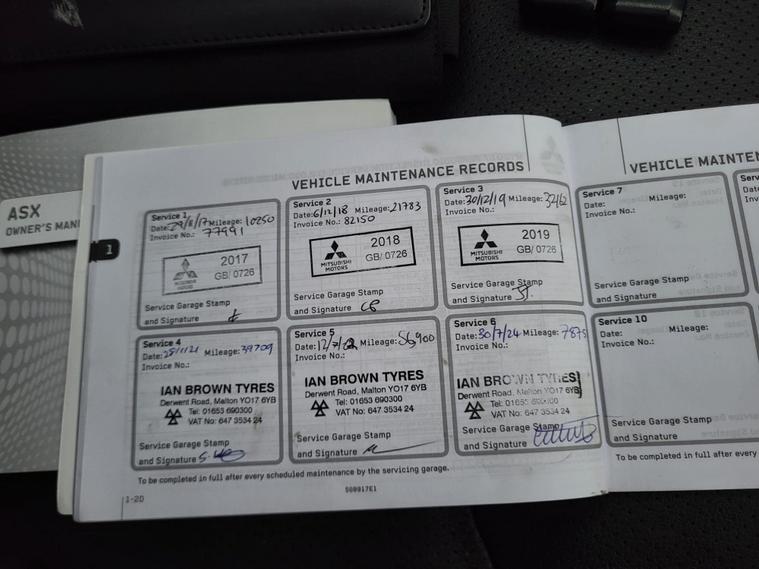 ASX
OWNER'S MANU
1
VEHICLE MAINTENANCE RECORDS
Service 1
Date: 29/8/17 Mileage: 10250
Invoice No.: 77991
MITSUBISHI MOTORS
2017
GB/ 0726
Service Garage Stamp
and Signature
Service 2
Date: 6/11/18 Mileage: 21783
Invoice No.: 82150
MITSUBISHI MOTORS
2018
GB/ 0726
Service Garage Stamp
and Signature
Service 3
Date: 30/12/19 Mileage:
Invoice No.:
MITSUBISHI MOTORS
2019
GB/ 0726
Service Garage Stamp
and Signature
Service 4
Date: Mileage: 39709
Invoice No.:
IAN BROWN TYRES
Derwent Road, Malton YO17 6YB
Tel: 01653 690300
VAT No: 647 3534 24
Service Garage Stamp
and Signature
Service 5
Date: Mileage: 56900
Invoice No.:
IAN BROWN TYRES
Derwent Road, Malton YO17 6YB
Tel: 01653 690300
VAT No: 647 3534 24
Service Garage Stamp
and Signature
Service 6
Date: 30/7/24 Mileage:
Invoice No.:
IAN BROWN TYRES
Derwent Road, Malton YO17 6YB
VAT No: 647 3534 24
Service Garage Stamp
and Signature
To be completed in full after every scheduled maintenance by the servicing garage.
1-20
S00017E1
VEHICLE MAINTEN
Service 7
Date: Mileage:
Invoice No.:
Service Garage Stamp
and Signature
Service 10
Date: Mileage:
Invoice No.:
Service Garage Stamp
and Signature
To be completed in full after every